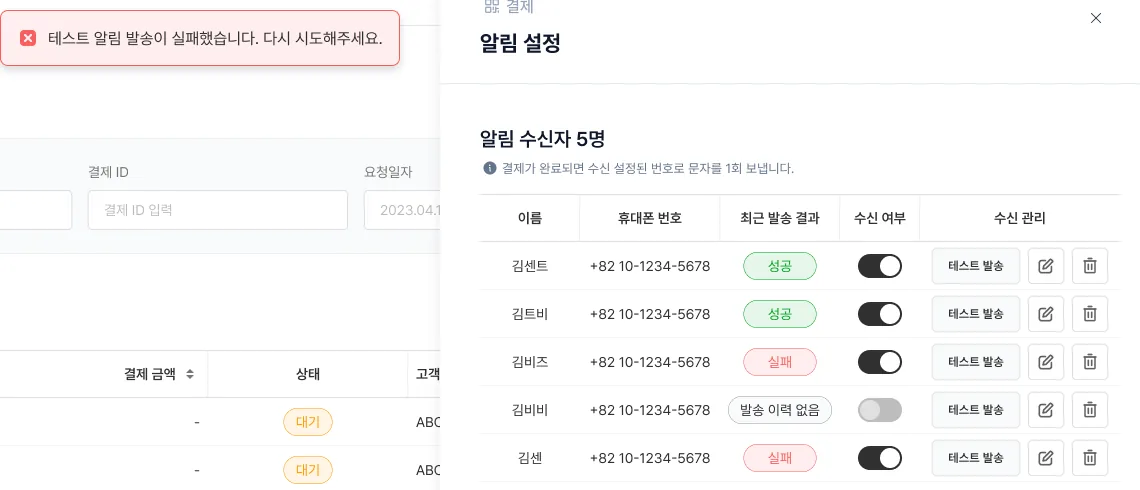 테스트 알림 발송이 실패했습니다. 다시 시도해주세요.
결제 ID
결제 ID 입력
요청일자
2023.04.1
결제 금액
상태
고객
-
대기
ABC
-
대기
ABC
결제
알림 설정
알림 수신자 5명
결제가 완료되면 수신 설정된 번호로 문자를 1회 보냅니다.
이름 휴대폰 번호 최근 발송 결과 수신 여부 수신 관리
김센트 +82 10-1234-5678 성공 테스트 발송
김트비 +82 10-1234-5678 성공 테스트 발송
김비즈 +82 10-1234-5678 실패 테스트 발송
김비비 +82 10-1234-5678 발송 이력 없음 테스트 발송
김센 +82 10-1234-5678 실패 테스트 발송